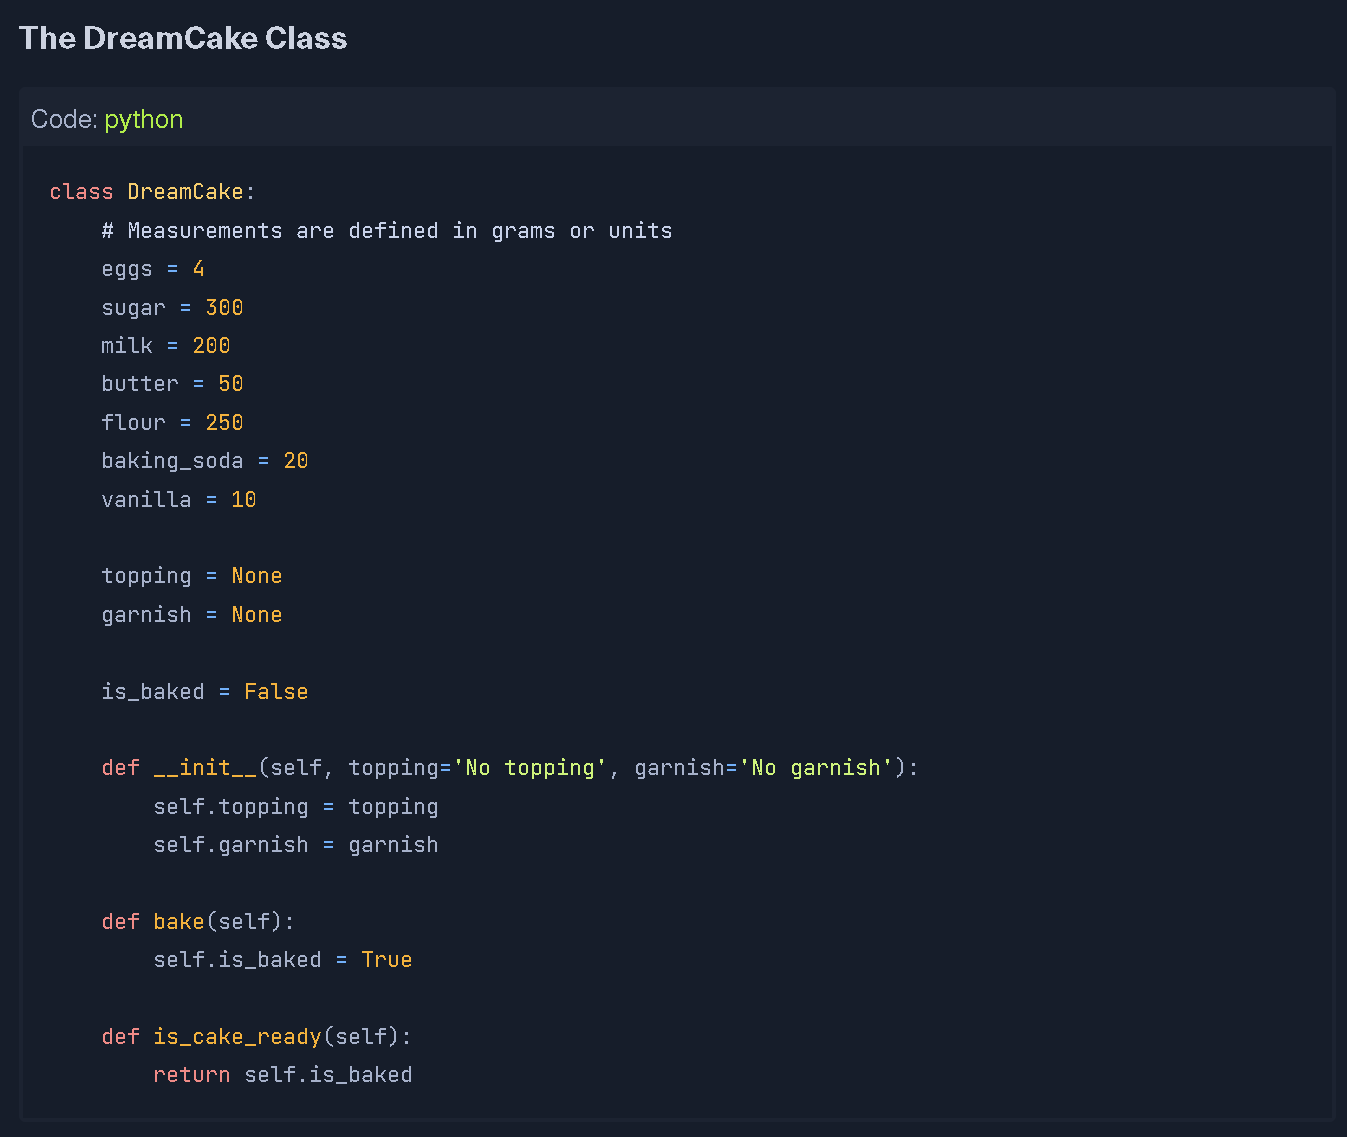 The DreamCake Class
Code: python
class DreamCake:
    # Measurements are defined in grams or units
    eggs = 4
    sugar = 300
    milk = 200
    butter = 50
    flour = 250
    baking_soda = 20
    vanilla = 10

    topping = None
    garnish = None

    is_baked = False

    def __init__(self, topping='No topping', garnish='No garnish'):
        self.topping = topping
        self.garnish = garnish

    def bake(self):
        self.is_baked = True

    def is_cake_ready(self):
        return self.is_baked